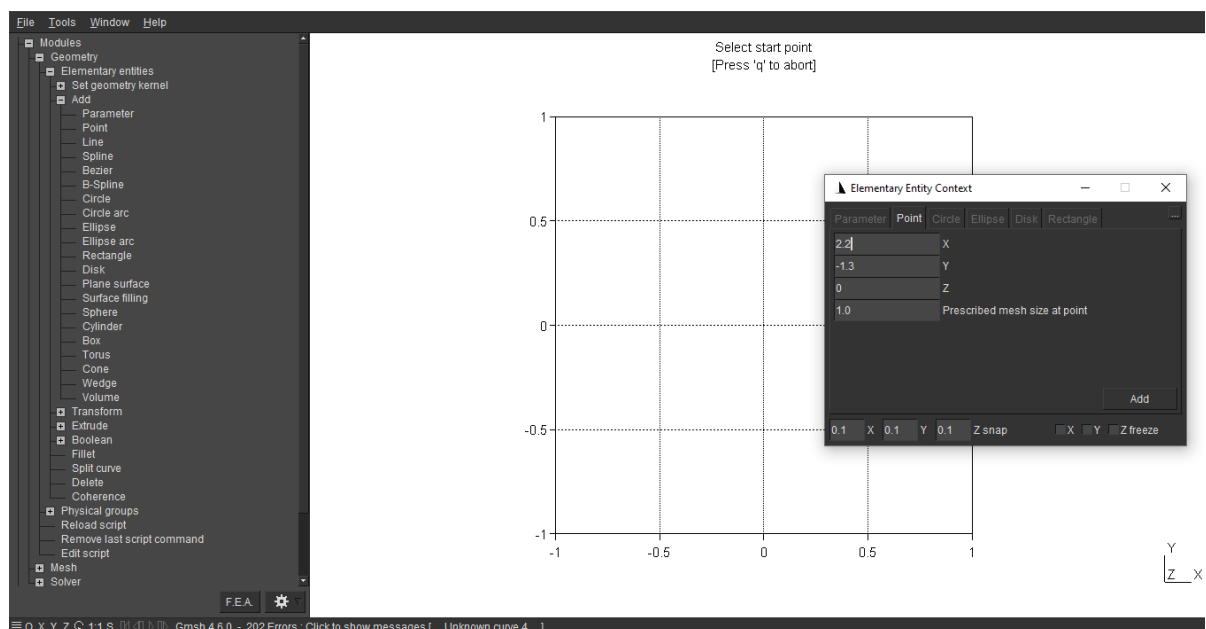 File Tools Window Help
Modules
Geometry
Elementary entities
Set geometry kernel
Add
Parameter
Point
Line
Spline
Bezier
B-Spline
Circle
Circle arc
Ellipse
Ellipse arc
Rectangle
Disk
Plane surface
Surface filling
Sphere
Cylinder
Box
Torus
Cone
Wedge
Volume
Transform
Extrude
Boolean
Fillet
Split curve
Delete
Coherence
Physical groups
Reload script
Remove last script command
Edit script
Mesh
Solver
F.E.A.
Select start point
[Press 'q' to abort]
1
0.5
0
-0.5
-1
-1 -0.5 0 0.5 1
Elementary Entity Context
Parameter Point Circle Ellipse Disk Rectangle ...
2.2 X
-1.3 Y
0 Z
1.0 Prescribed mesh size at point
Add
0.1 X 0.1 Y 0.1 Z snap X Y Z freeze
Y
Z X
O X Y Z 1:1 S Gmsh 4.6.0 - 202 Errors : Click to show messages [ ... Unknown curve 4 ... ]